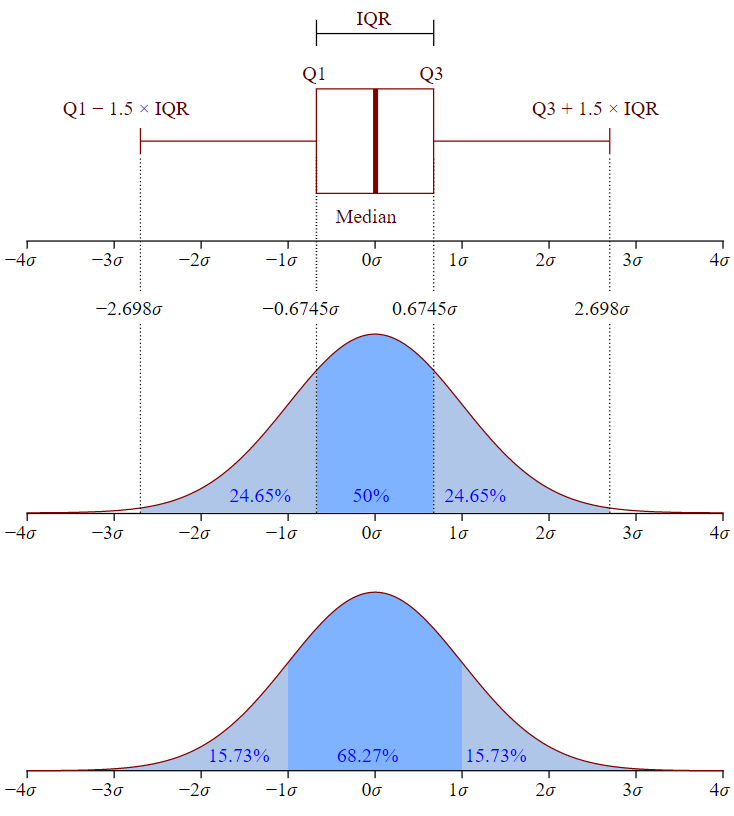 IQR
Q1 Q3
Q1 − 1.5 × IQR Q3 + 1.5 × IQR
Median
−4σ −3σ −2σ −1σ 0σ 1σ 2σ 3σ 4σ
−2.698σ −0.6745σ 0.6745σ 2.698σ
24.65% 50% 24.65%
−4σ −3σ −2σ −1σ 0σ 1σ 2σ 3σ 4σ
15.73% 68.27% 15.73%
−4σ −3σ −2σ −1σ 0σ 1σ 2σ 3σ 4σ